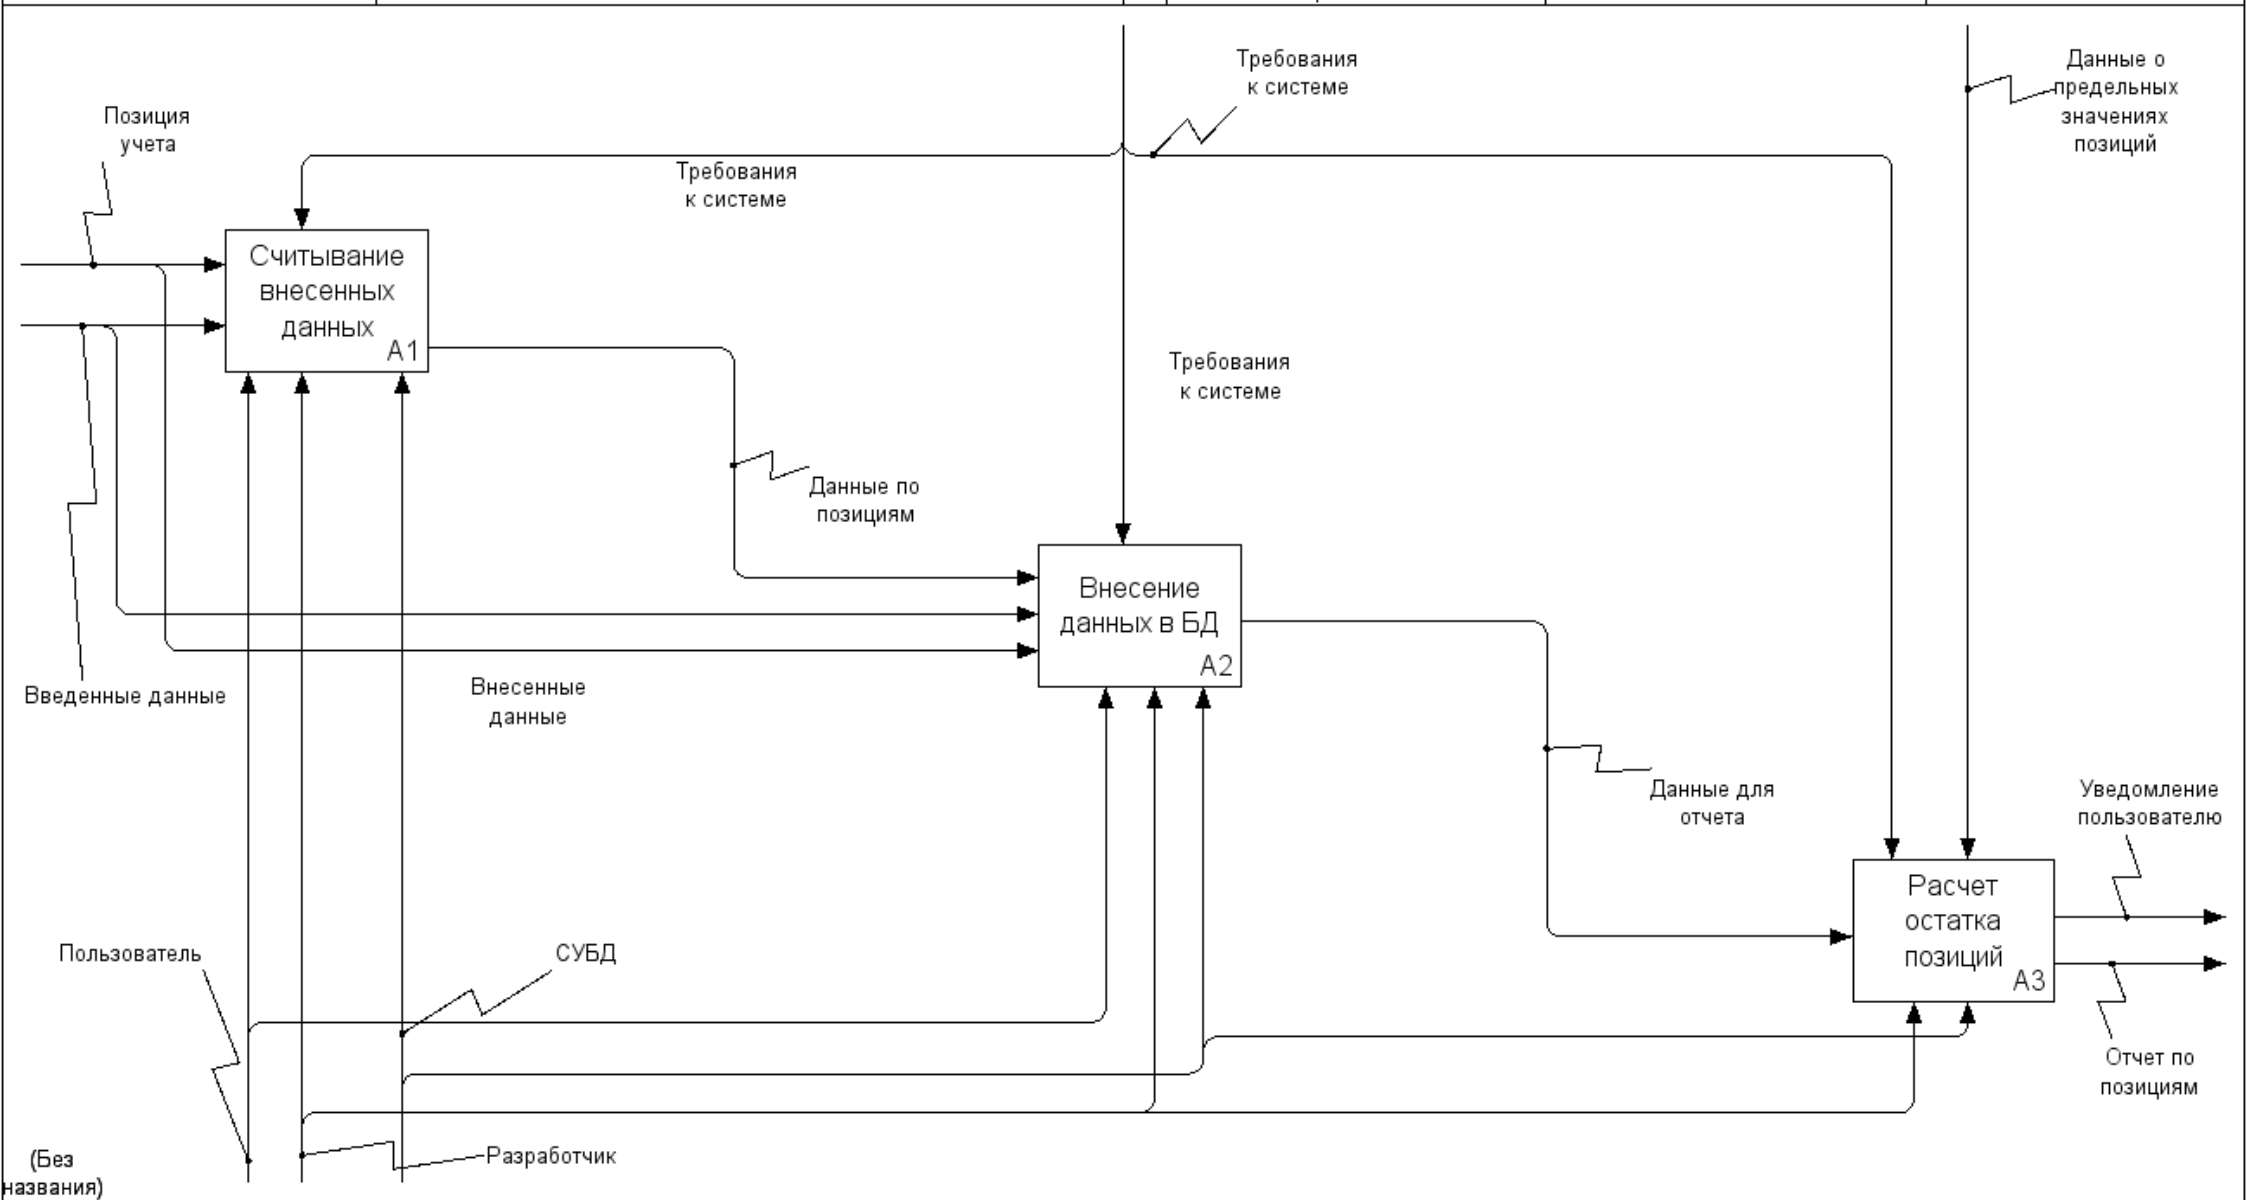 Требования
к системе
Данные о
предельных
значениях
позиций
Позиция
учета
Требования
к системе
Считывание
внесенных
данных
A1
Требования
к системе
Данные по
позициям
Внесение
данных в БД
A2
Введенные данные
Внесенные
данные
Данные для
отчета
Уведомление
пользователю
Расчет
остатка
позиций
A3
Пользователь
СУБД
Отчет по
позициям
Разработчик
(Без
названия)